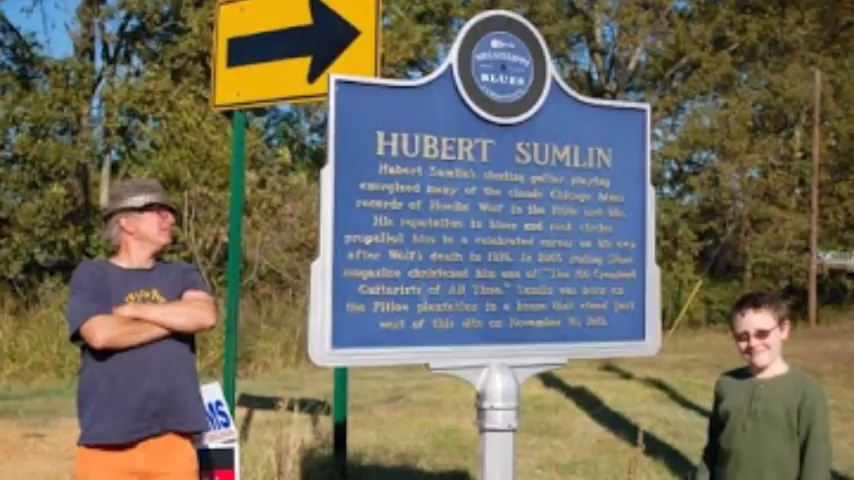 MISSISSIPPI
BLUES
HUBERT SUMLIN
Hubert Sumlin's sizzling guitar playing
energized many of the classic Chicago blues
records of Howlin' Wolf in the 1950s and 60s.
His reputation in blues and rock circles
propelled him to a celebrated career on his own
after Wolf's death in 1976. In 2003 Rolling Stone
magazine christened him one of "The 100 Greatest
Guitarists of All Time." Sumlin was born on
the Pillow plantation in a house that stood just
west of this site on November 16, 1931.
MS